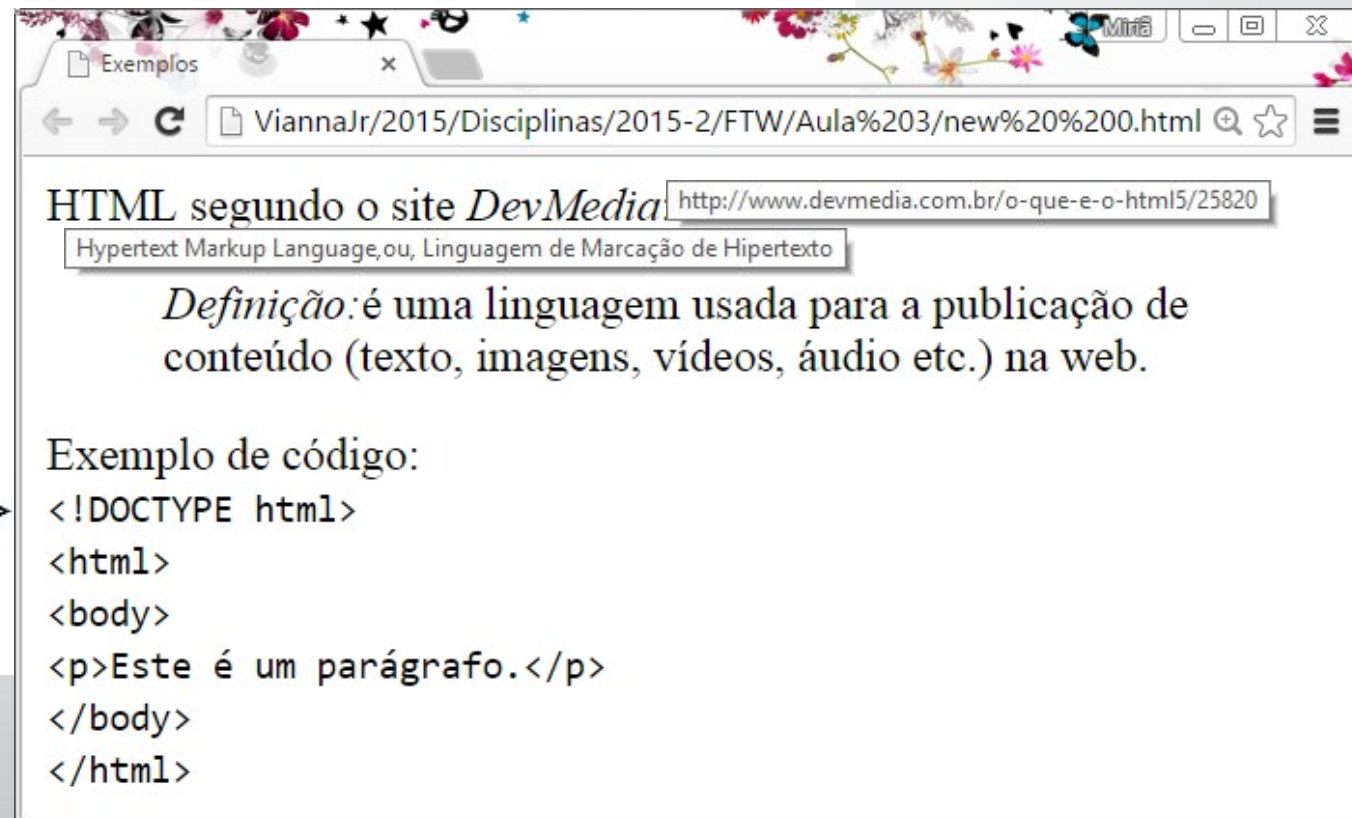 Miriã
Exemplos
ViannaJr/2015/Disciplinas/2015-2/FTW/Aula%203/new%20%200.html
HTML segundo o site DevMedia:
http://www.devmedia.com.br/o-que-e-o-html5/25820
Hypertext Markup Language,ou, Linguagem de Marcação de Hipertexto
Definição:é uma linguagem usada para a publicação de
conteúdo (texto, imagens, vídeos, áudio etc.) na web.
Exemplo de código:
<!DOCTYPE html>
<html>
<body>
<p>Este é um parágrafo.</p>
</body>
</html>